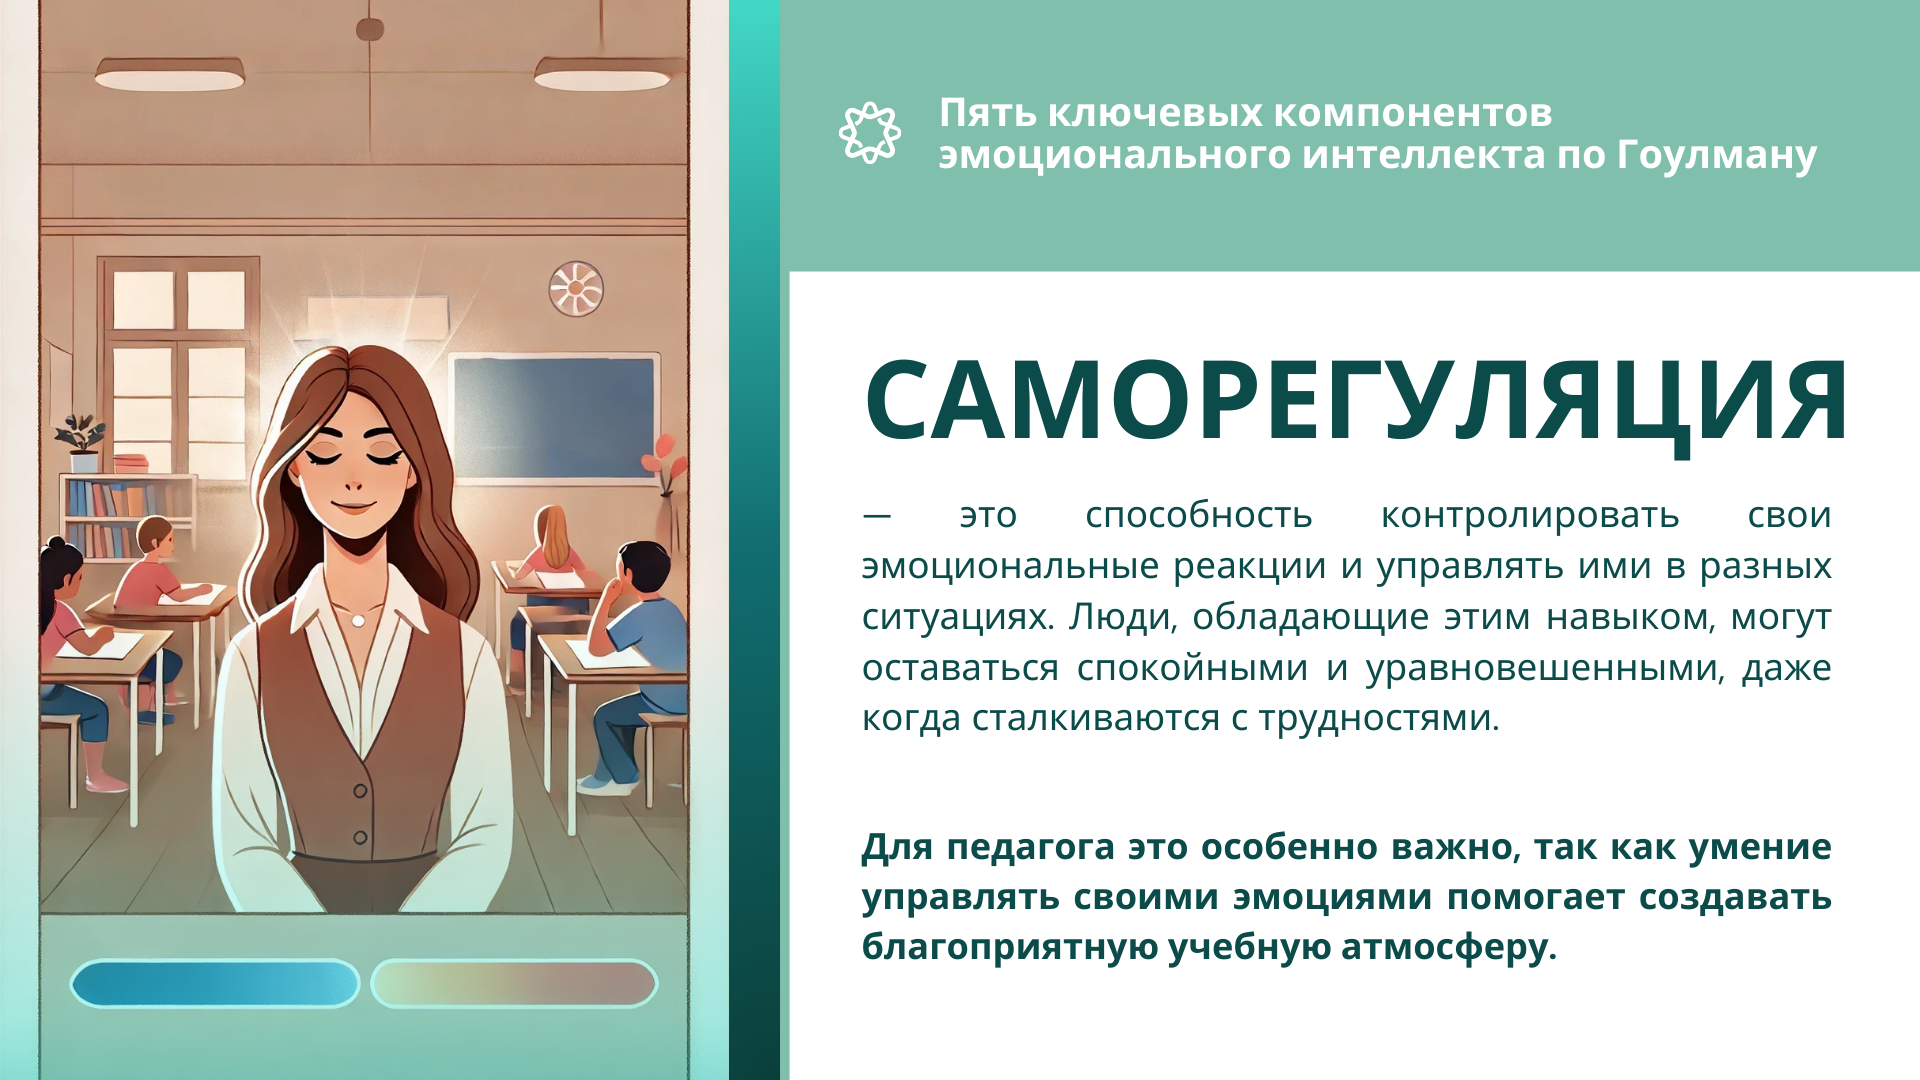 Пять ключевых компонентов
эмоционального интеллекта по Гоулману
САМОРЕГУЛЯЦИЯ
— это способность контролировать свои
эмоциональные реакции и управлять ими в разных
ситуациях. Люди, обладающие этим навыком, могут
оставаться спокойными и уравновешенными, даже
когда сталкиваются с трудностями.
Для педагога это особенно важно, так как умение
управлять своими эмоциями помогает создавать
благоприятную учебную атмосферу.